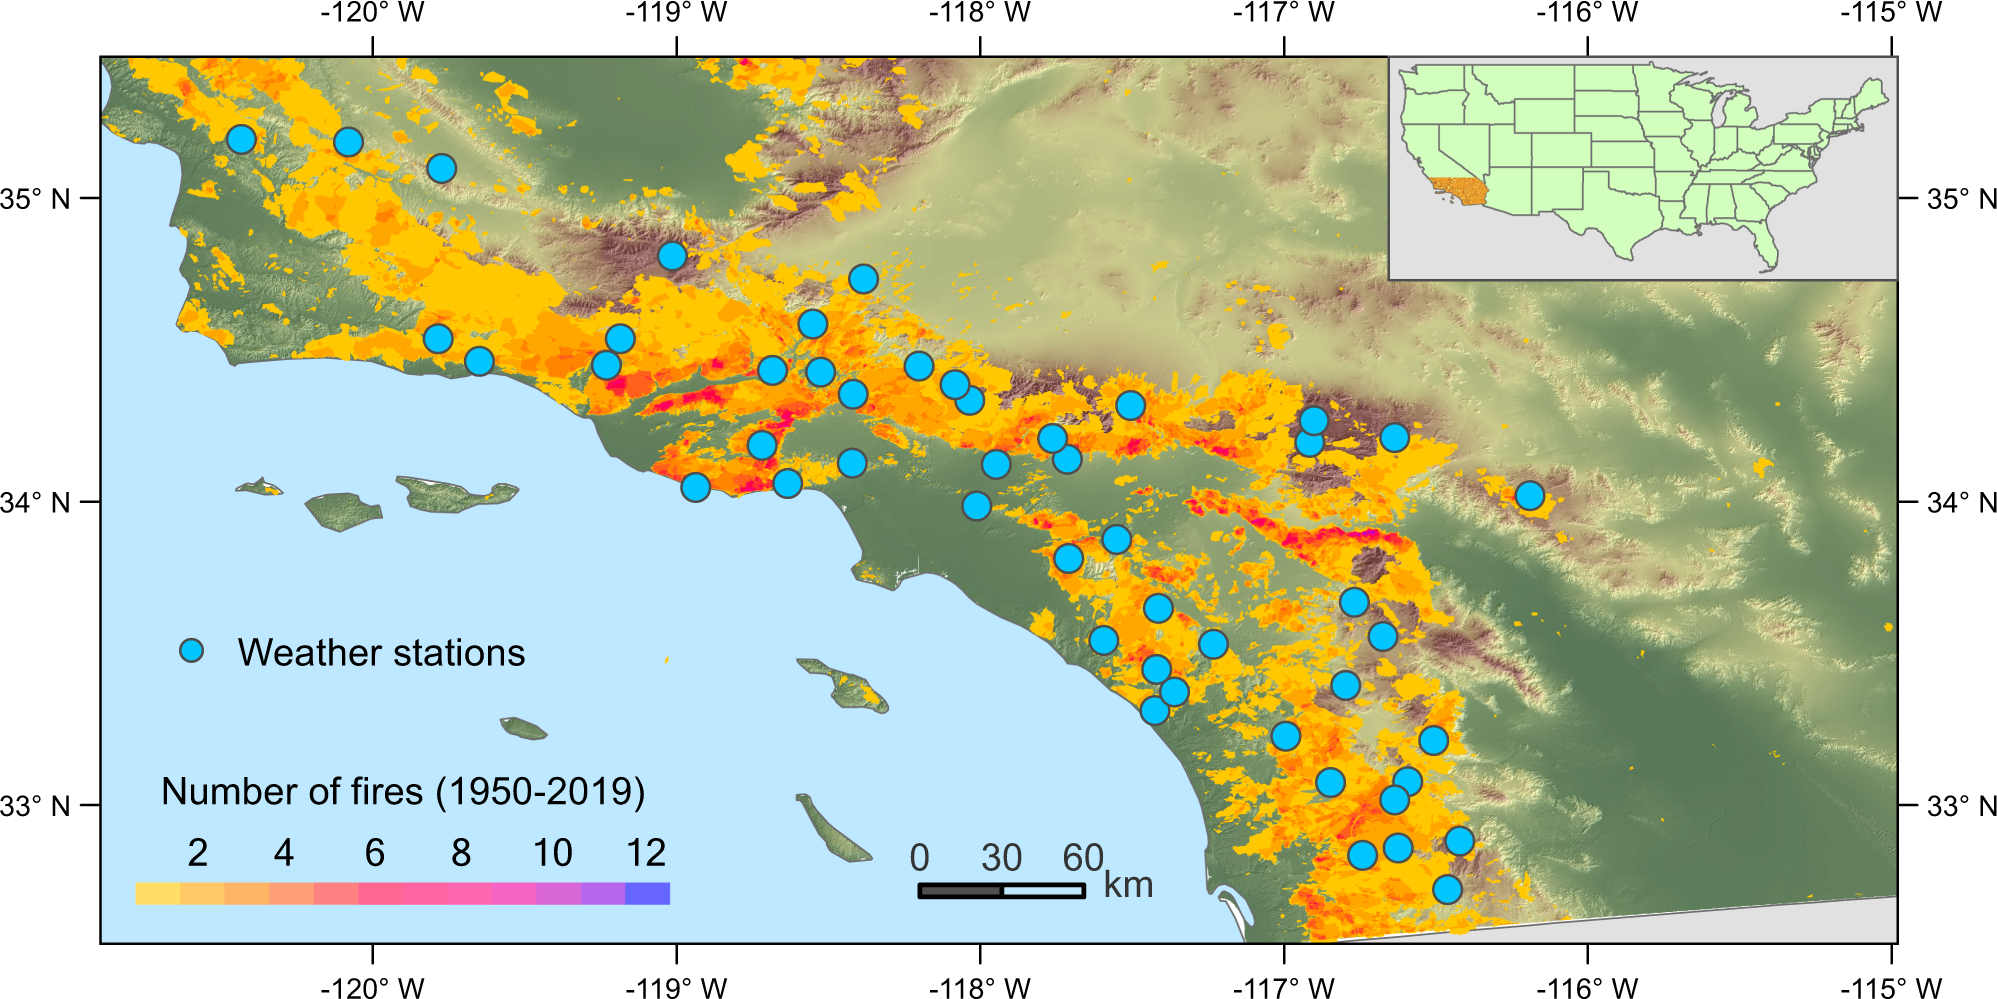 -120° W -119° W -118° W -117° W -116° W -115° W
35° N 35° N
34° N 34° N
Weather stations
Number of fires (1950-2019)
33° N 33° N
2 4 6 8 10 12
0 30 60
km
-120° W -119° W -118° W -117° W -116° W -115° W